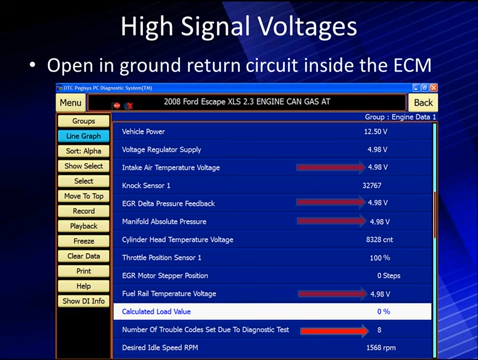 High Signal Voltages
• Open in ground return circuit inside the ECM
DTC Pegisys PC Diagnostic System(TM)
Menu
2008 Ford Escape XLS 2.3 ENGINE CAN GAS AT
Back
Groups
Group : Engine Data 1
Line Graph
Vehicle Power 12.50 V
Sort: Alpha
Voltage Regulator Supply 4.98 V
Show Select
Intake Air Temperature Voltage 4.98 V
Select
Knock Sensor 1 32767
Move To Top
EGR Delta Pressure Feedback 4.98 V
Record
Manifold Absolute Pressure 4.98 V
Playback
Freeze
Cylinder Head Temperature Voltage 8328 cnt
Clear Data
Throttle Position Sensor 1 100 %
Print
EGR Motor Stepper Position 0 Steps
Help
Fuel Rail Temperature Voltage 4.98 V
Show DI Info
Calculated Load Value 0 %
Number Of Trouble Codes Set Due To Diagnostic Test 8
Desired Idle Speed RPM 1568 rpm